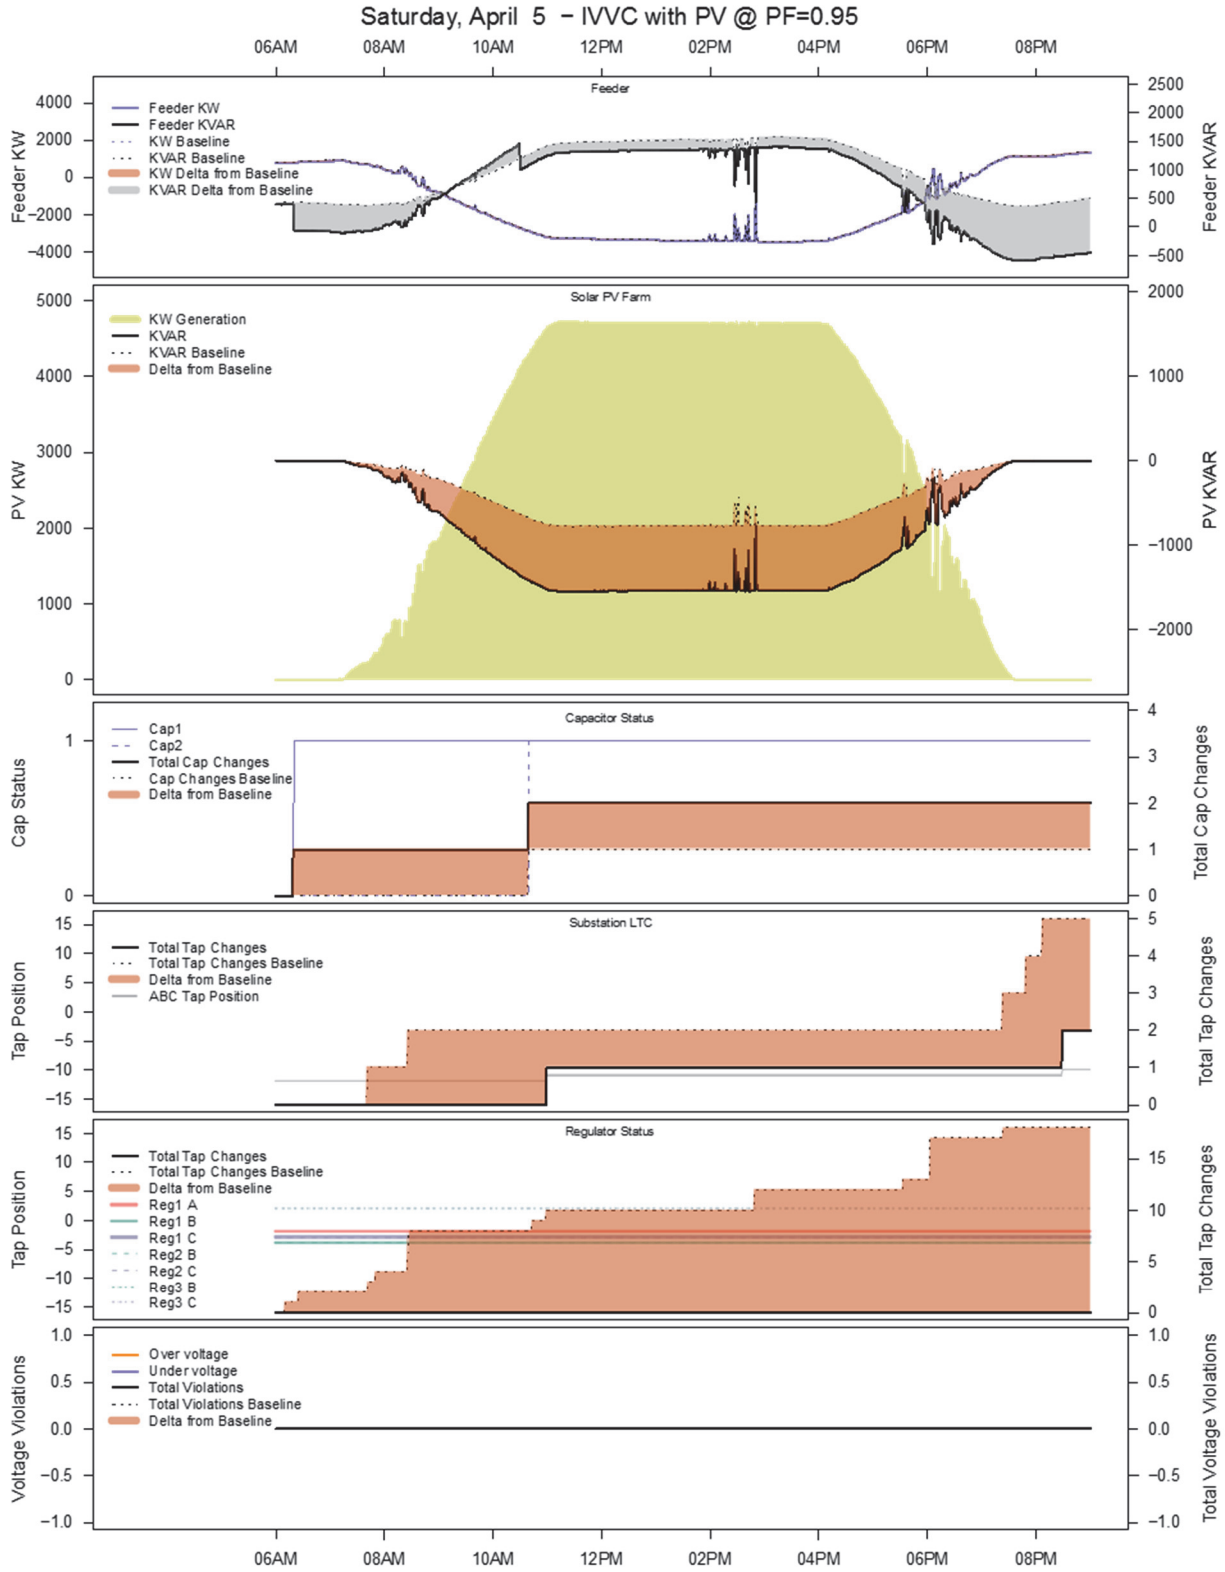 Saturday, April 5 − IVVC with PV @ PF=0.95
06AM 08AM 10AM 12PM 02PM 04PM 06PM 08PM
Feeder
Feeder KW
4000
2000
0
−2000
−4000
Feeder KW
Feeder KVAR
KW Baseline
KVAR Baseline
KW Delta from Baseline
KVAR Delta from Baseline
2500
2000
1500
1000
500
0
−500
Feeder KVAR
Solar PV Farm
PV KW
5000
4000
3000
2000
1000
0
KW Generation
KVAR
KVAR Baseline
Delta from Baseline
2000
1000
0
−1000
−2000
PV KVAR
Capacitor Status
Cap Status
1
0
Cap1
Cap2
Total Cap Changes
Cap Changes Baseline
Delta from Baseline
4
3
2
1
0
Total Cap Changes
Substation LTC
Tap Position
15
10
5
0
−5
−10
−15
Total Tap Changes
Total Tap Changes Baseline
Delta from Baseline
ABC Tap Position
5
4
3
2
1
0
Total Tap Changes
Regulator Status
Tap Position
15
10
5
0
−5
−10
−15
Total Tap Changes
Total Tap Changes Baseline
Delta from Baseline
Reg1 A
Reg1 B
Reg1 C
Reg2 B
Reg2 C
Reg3 B
Reg3 C
15
10
5
0
Total Tap Changes
Voltage Violations
1.0
0.5
0.0
−0.5
−1.0
Over voltage
Under voltage
Total Violations
Total Violations Baseline
Delta from Baseline
1.0
0.5
0.0
−0.5
−1.0
Total Voltage Violations
06AM 08AM 10AM 12PM 02PM 04PM 06PM 08PM